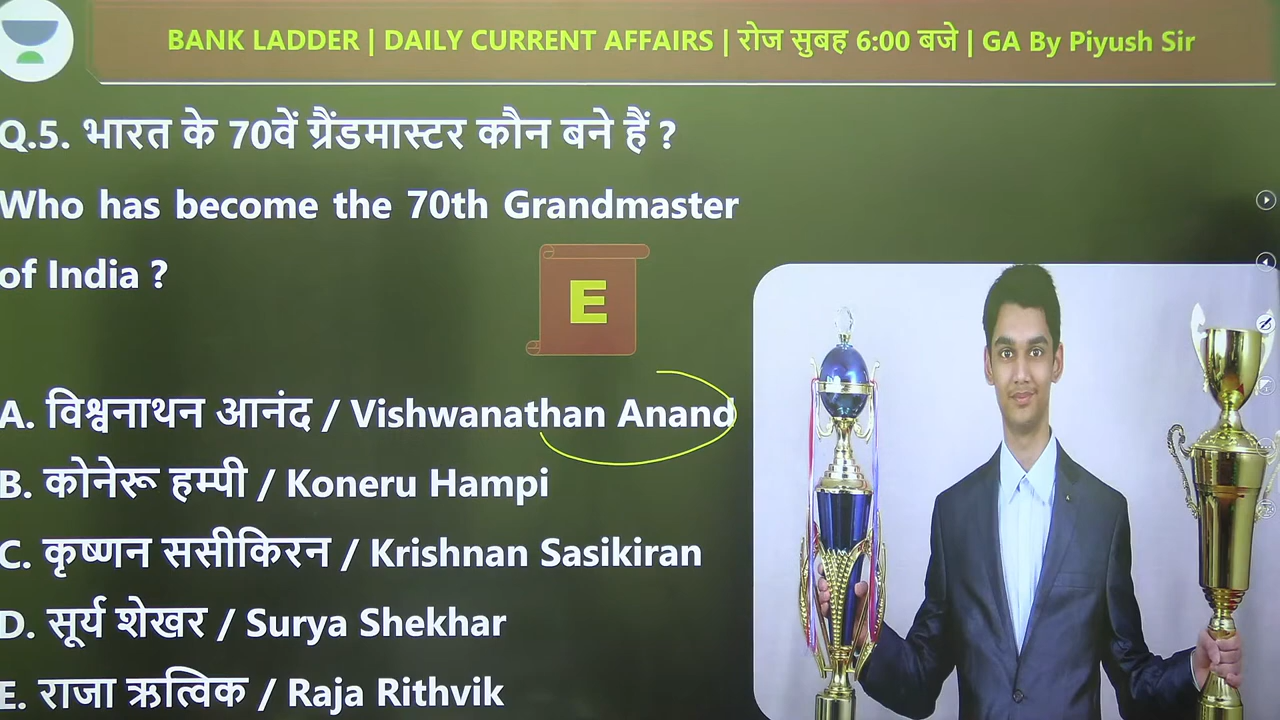 BANK LADDER | DAILY CURRENT AFFAIRS | रोज सुबह 6:00 बजे | GA By Piyush Sir
Q.5. भारत के 70वें ग्रैंडमास्टर कौन बने हैं ?
Who has become the 70th Grandmaster
of India ?
E
A. विश्वनाथन आनंद / Vishwanathan Anand
B. कोनेरू हम्पी / Koneru Hampi
C. कृष्णन ससीकिरन / Krishnan Sasikiran
D. सूर्य शेखर / Surya Shekhar
E. राजा ऋत्विक / Raja Rithvik